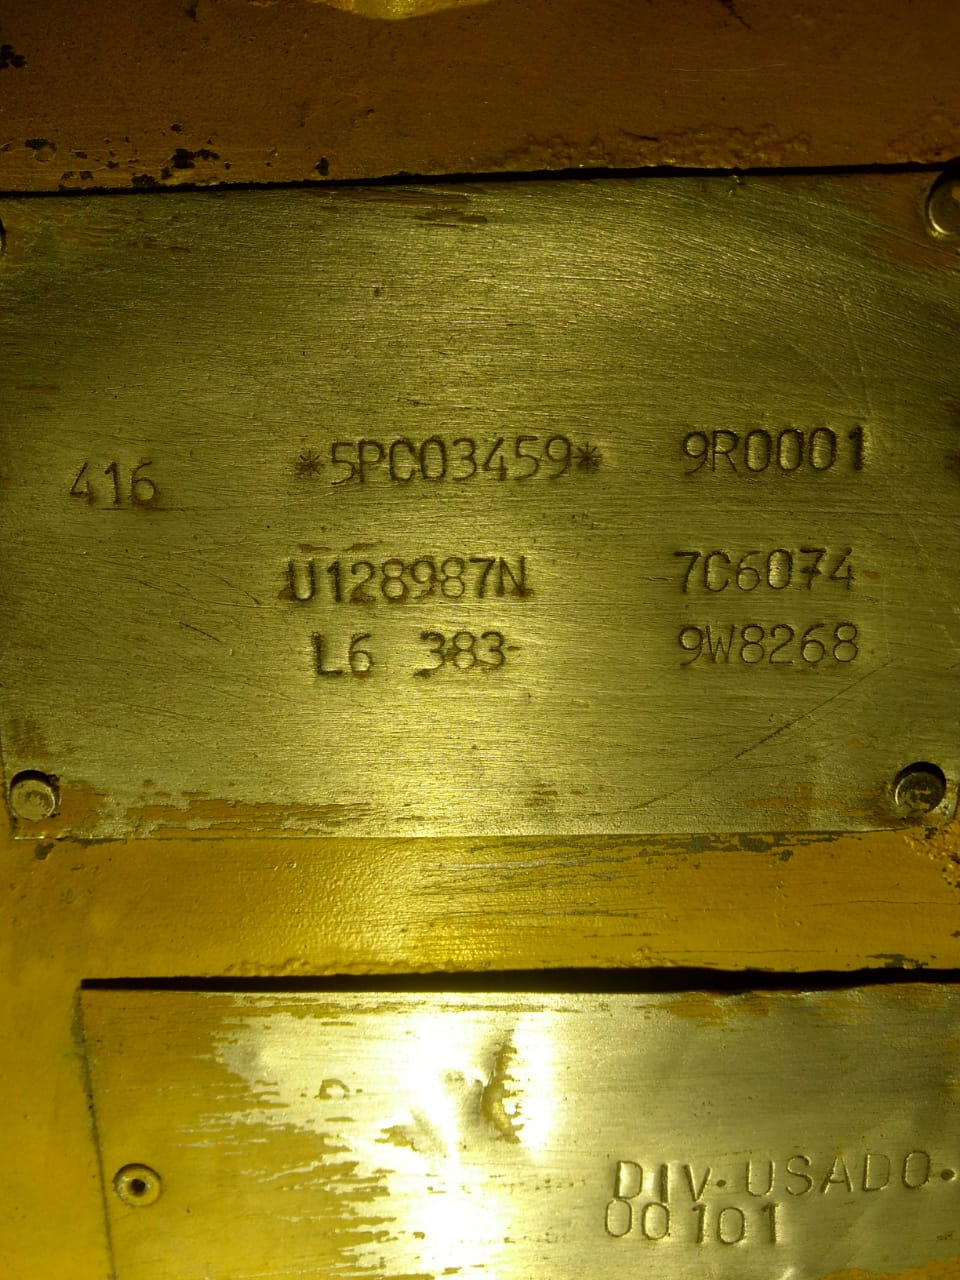 416 *5PC03459* 9R0001
U128987N 7C6074
L6 383 9W8268
DIV. USADO.
00101